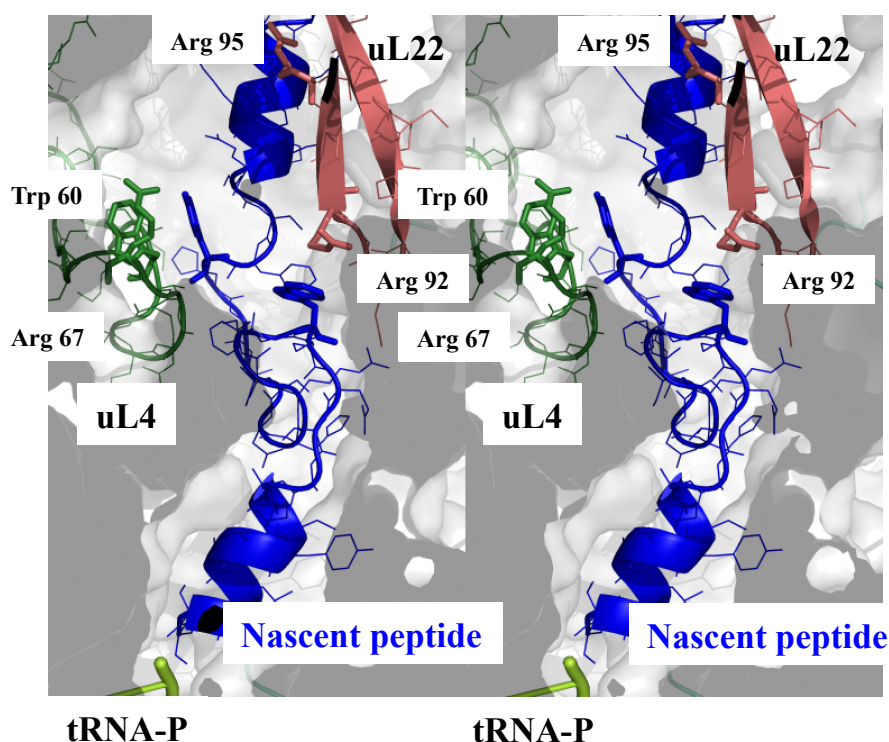 Arg 95
uL22
Arg 95
uL22
Trp 60
Trp 60
Arg 92
Arg 92
Arg 67
Arg 67
uL4
uL4
Nascent peptide
Nascent peptide
tRNA-P
tRNA-P